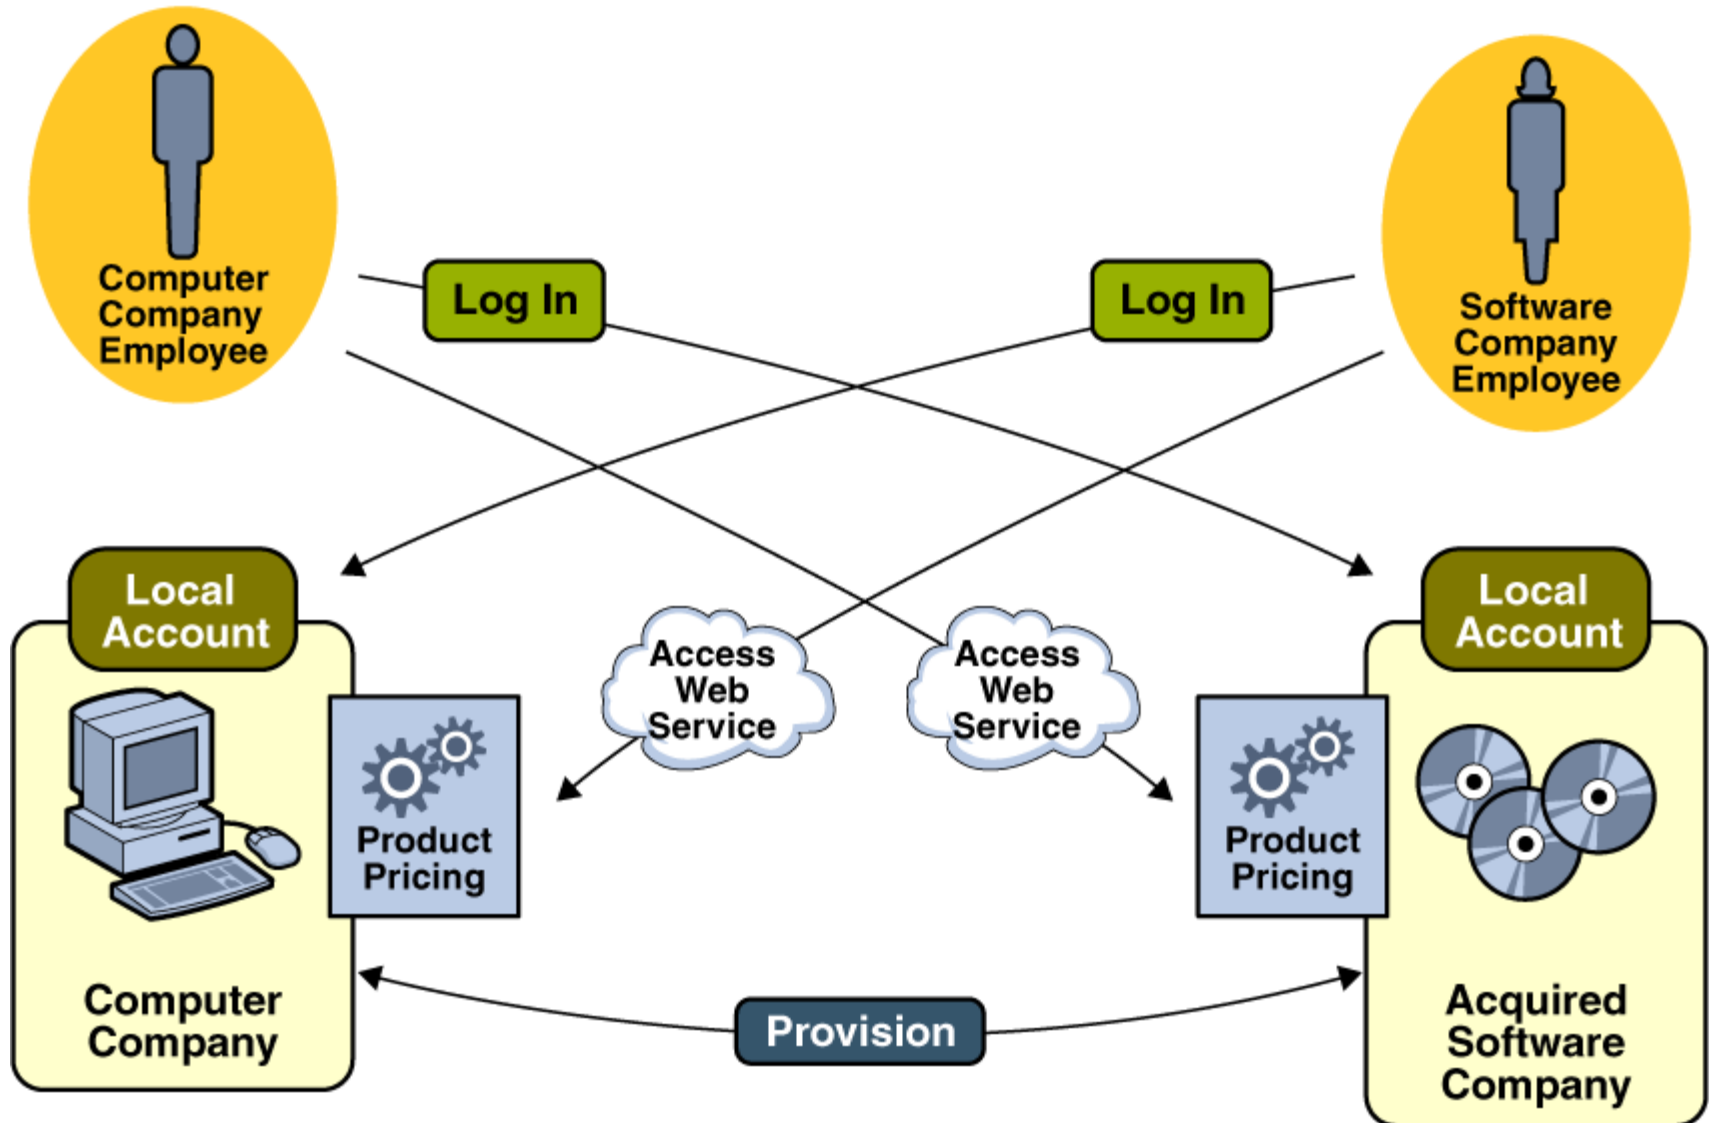 Computer
Company
Employee
Log In
Log In
Software
Company
Employee
Local
Account
Local
Account
Access
Web
Service
Access
Web
Service
Product
Pricing
Product
Pricing
Computer
Company
Provision
Acquired
Software
Company